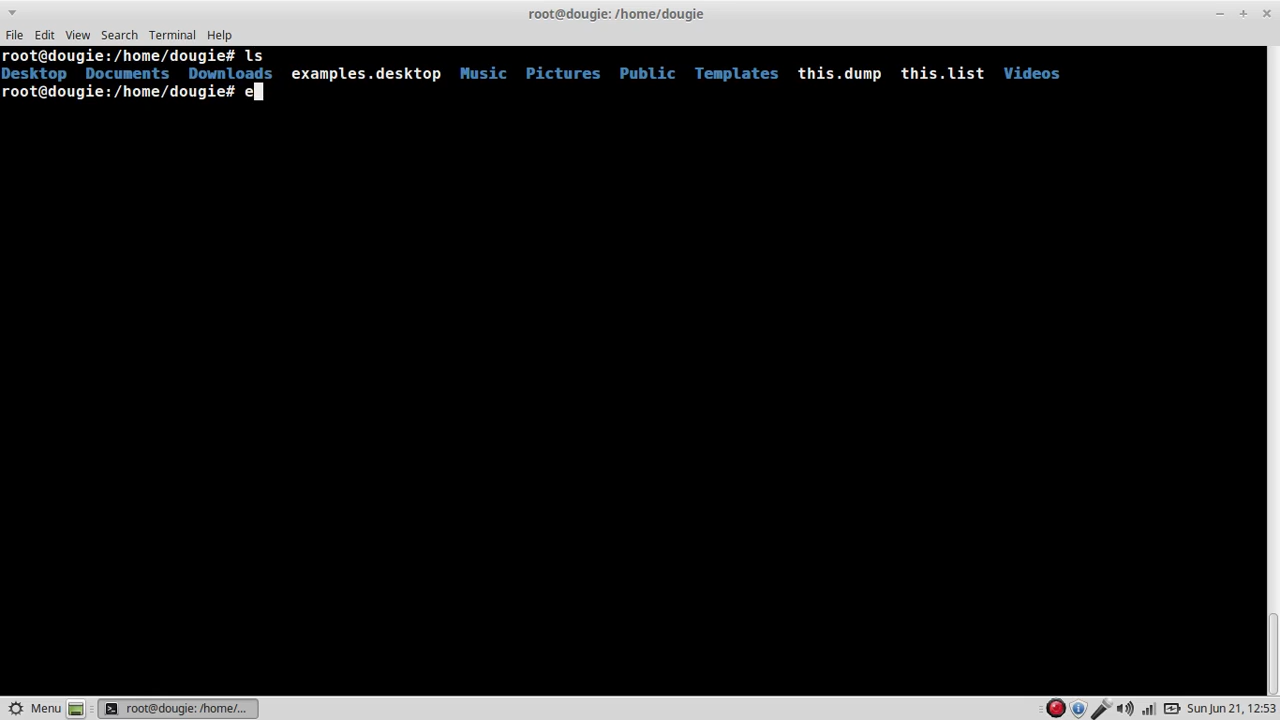 root@dougie: /home/dougie
File Edit View Search Terminal Help
root@dougie:/home/dougie# ls
Desktop Documents Downloads examples.desktop Music Pictures Public Templates this.dump this.list Videos
root@dougie:/home/dougie# e
Menu root@dougie: /home/... Sun Jun 21, 12:53